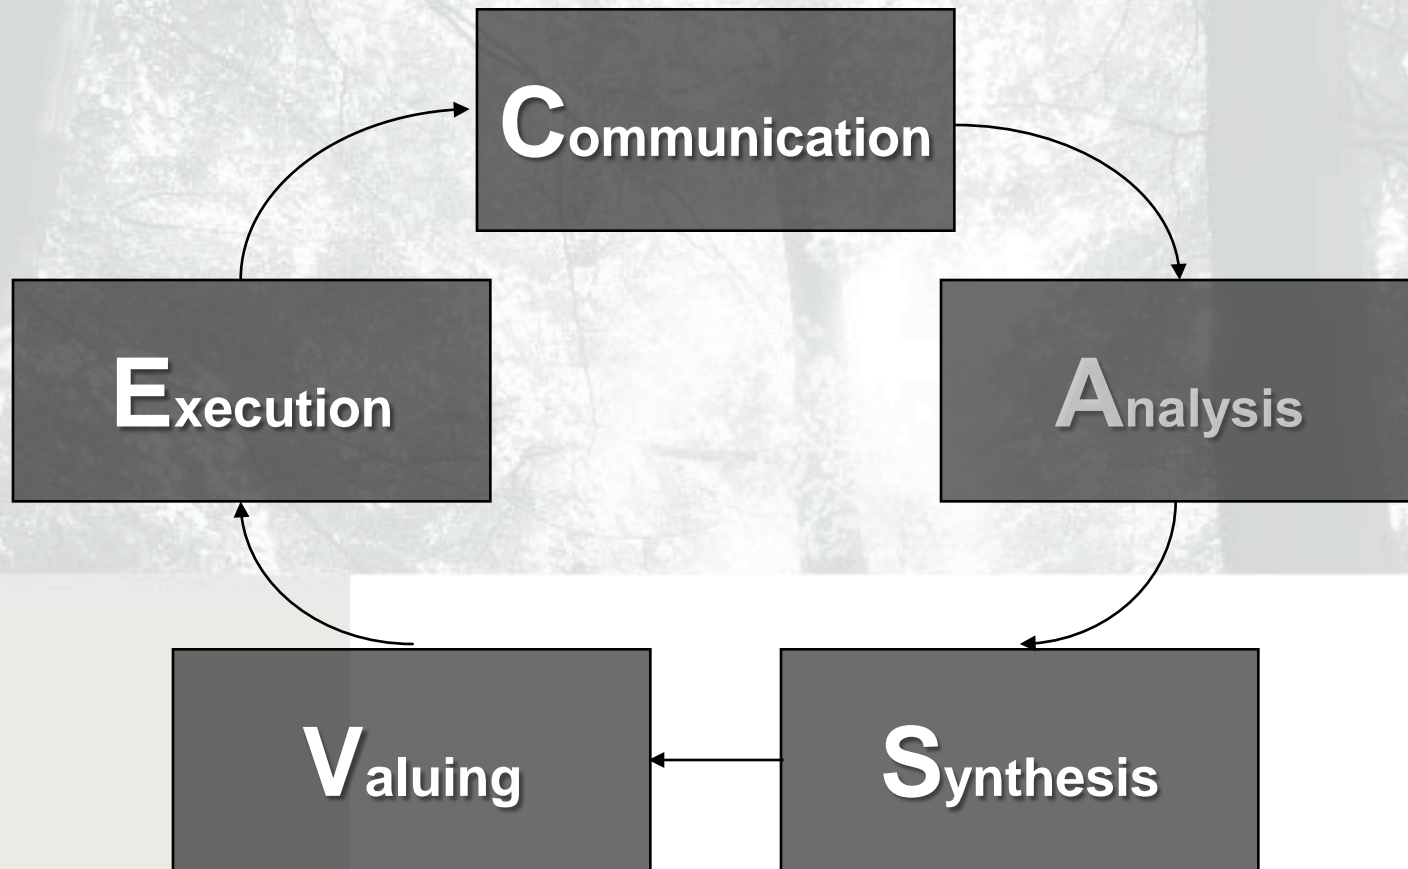 Communication
Execution
Analysis
Valuing
Synthesis